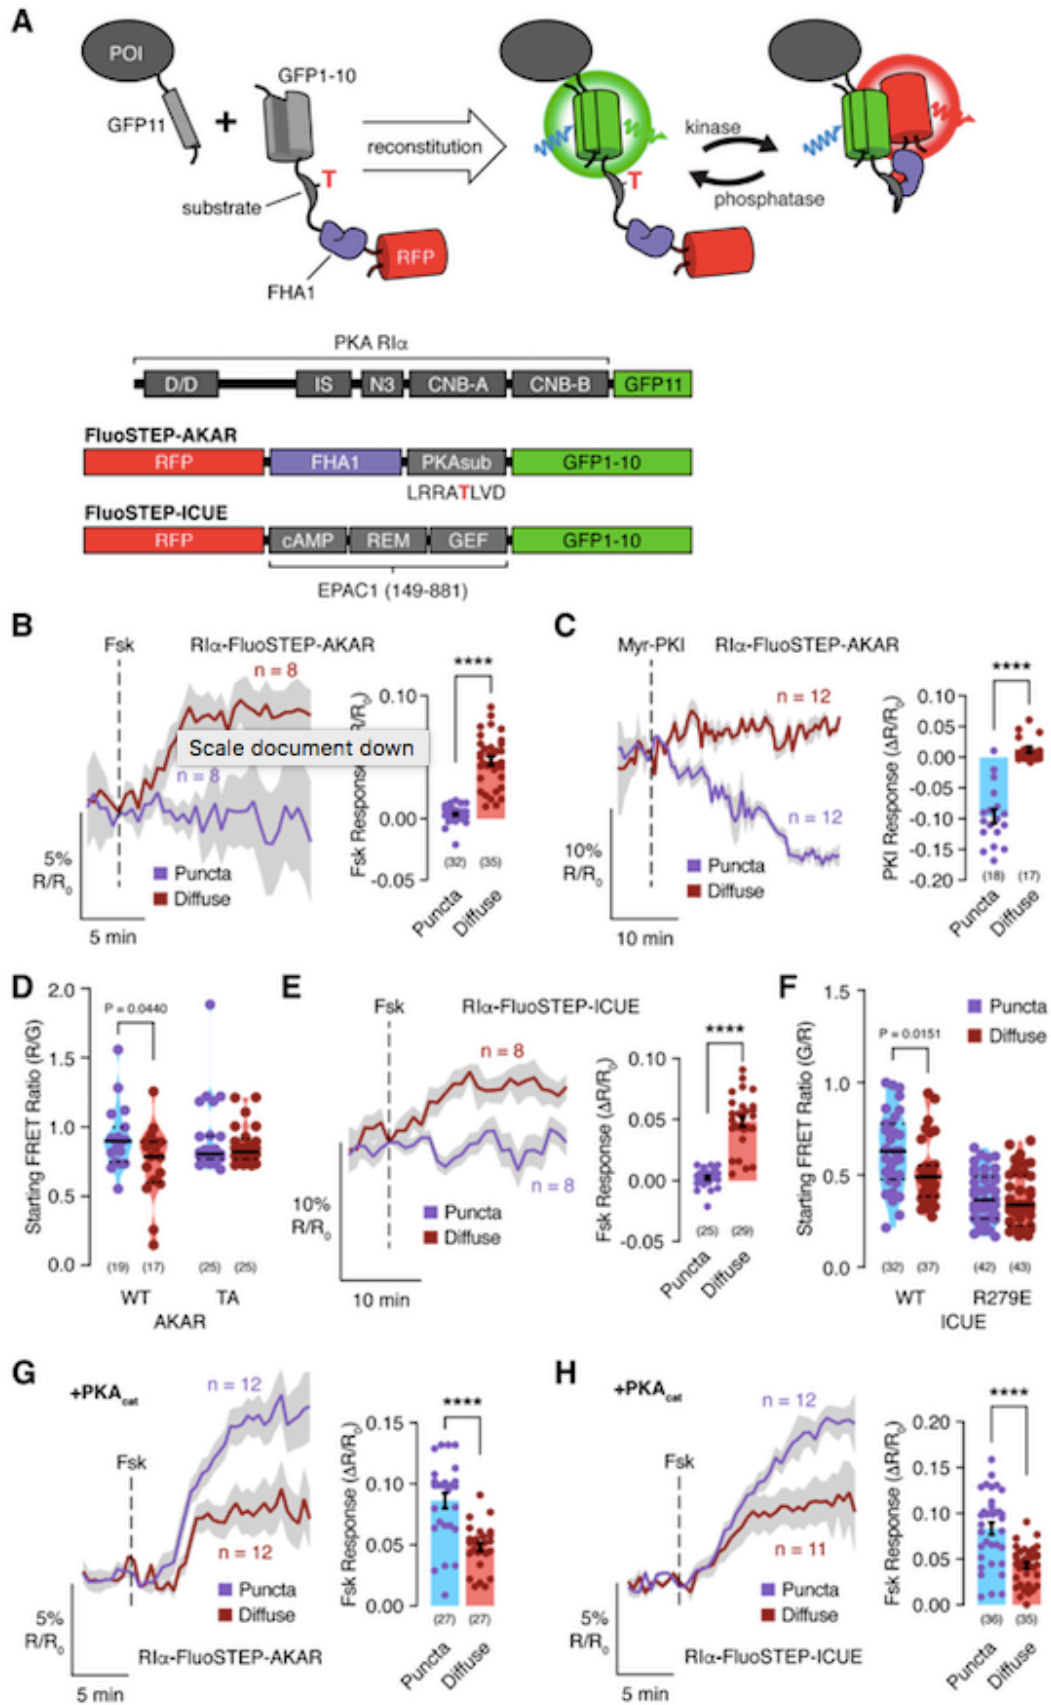 A
POI
GFP11
+
GFP1-10
substrate
T
FHA1
RFP
reconstitution
T
kinase
phosphatase
PKA RIα
D/D IS N3 CNB-A CNB-B GFP11
FluoSTEP-AKAR
RFP FHA1 PKAsub GFP1-10
LRRATLVD
FluoSTEP-ICUE
RFP cAMP REM GEF GFP1-10
EPAC1 (149-881)
B
Fsk
RIα-FluoSTEP-AKAR
n = 8
n = 8
5%
R/R0
5 min
Puncta
Diffuse
Scale document down
Fsk Response (ΔR/R0)
0.10
0.00
-0.05
****
(32) (35)
Puncta
Diffuse
C
Myr-PKI
RIα-FluoSTEP-AKAR
n = 12
n = 12
10%
R/R0
10 min
Puncta
Diffuse
PKI Response (ΔR/R0)
0.10
0.05
0.00
-0.05
-0.10
-0.15
-0.20
****
(18) (17)
Puncta
Diffuse
D
Starting FRET Ratio (R/G)
2.0
1.5
1.0
0.5
0.0
P = 0.0440
(19) (17) (25) (25)
WT TA
AKAR
E
Fsk
RIα-FluoSTEP-ICUE
n = 8
n = 8
10%
R/R0
10 min
Puncta
Diffuse
Fsk Response (ΔR/R0)
0.10
0.05
0.00
-0.05
****
(25) (29)
Puncta
Diffuse
F
Starting FRET Ratio (G/R)
1.5
1.0
0.5
0.0
Puncta
Diffuse
P = 0.0151
(32) (37) (42) (43)
WT R279E
ICUE
G
+PKAcat
Fsk
n = 12
n = 12
5%
R/R0
5 min
Puncta
Diffuse
RIα-FluoSTEP-AKAR
Fsk Response (ΔR/R0)
0.15
0.10
0.05
0.00
****
(27) (27)
Puncta
Diffuse
H
+PKAcat
Fsk
n = 12
n = 11
5%
R/R0
5 min
Puncta
Diffuse
RIα-FluoSTEP-ICUE
Fsk Response (ΔR/R0)
0.20
0.15
0.10
0.05
0.00
****
(36) (35)
Puncta
Diffuse